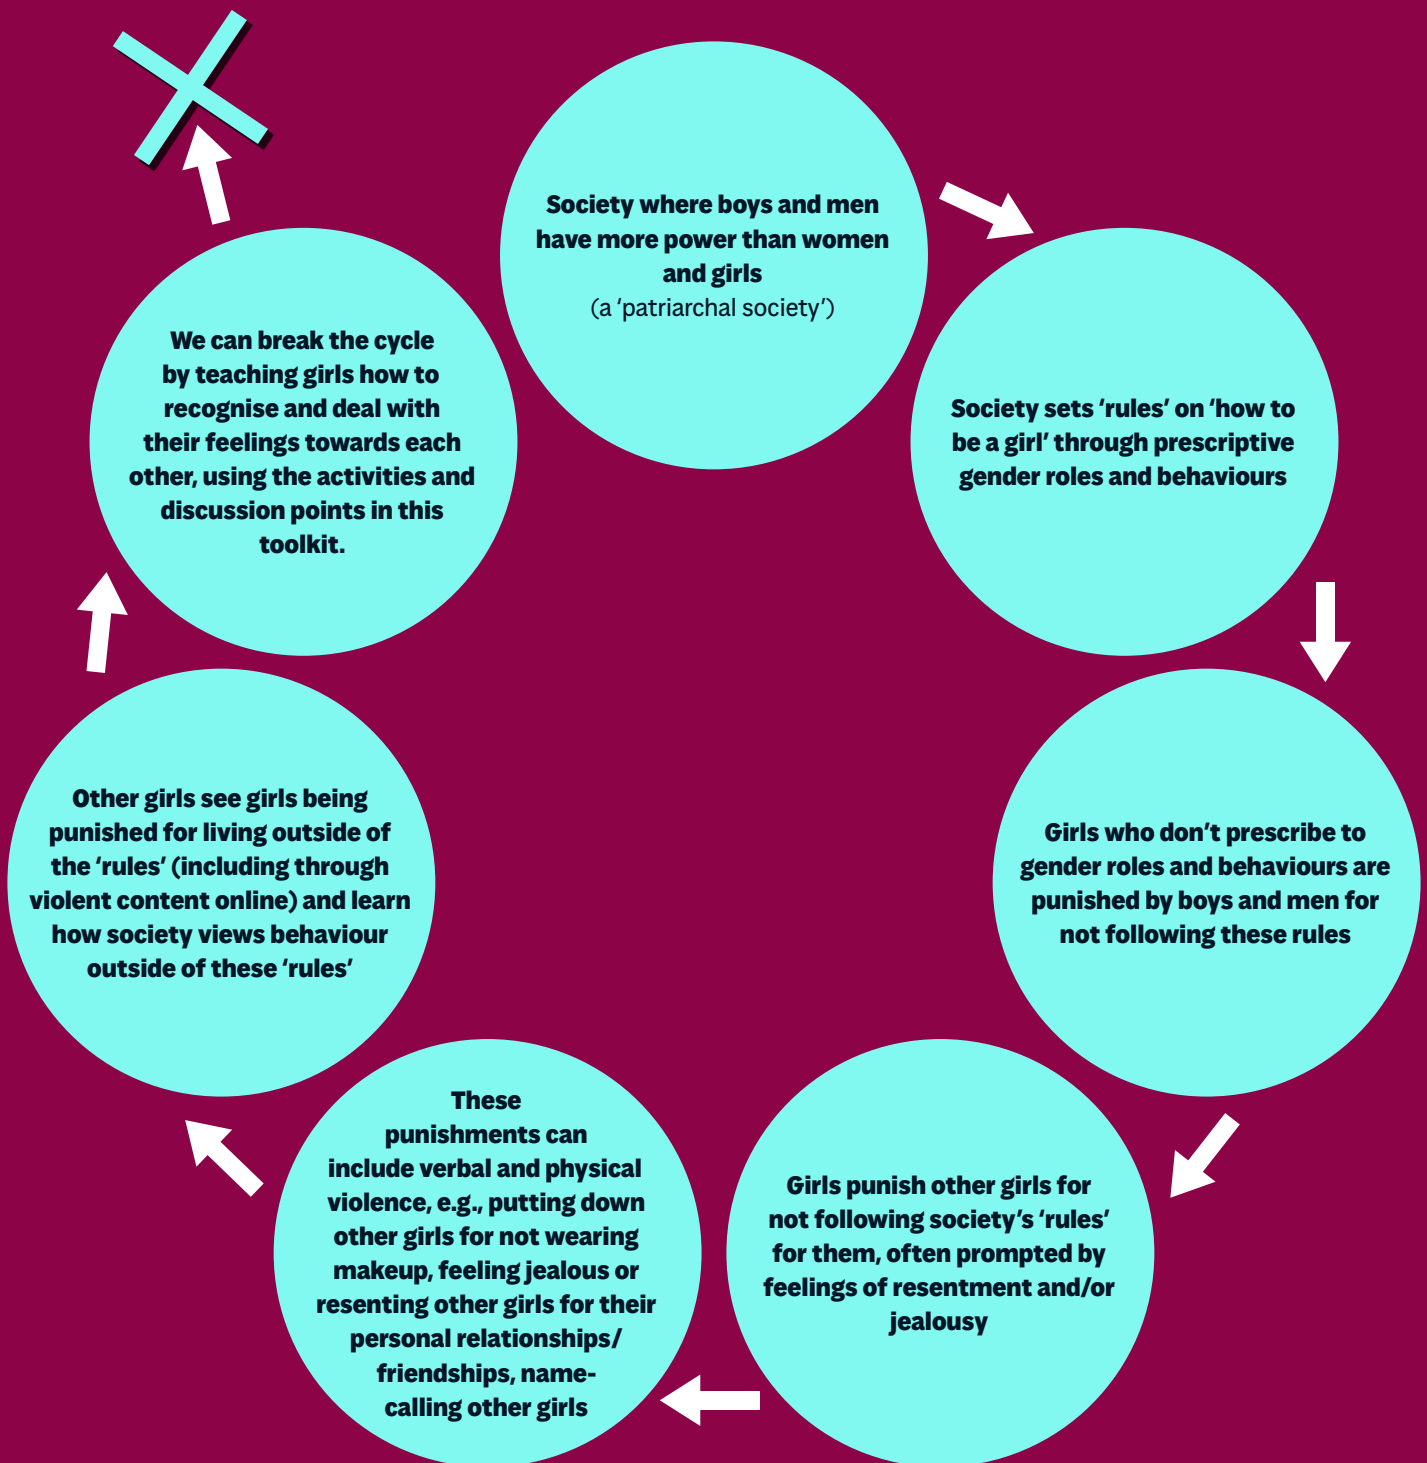 Society where boys and men
have more power than women
and girls
(a ‘patriarchal society’)
Society sets ‘rules’ on ‘how to
be a girl’ through prescriptive
gender roles and behaviours
Girls who don’t prescribe to
gender roles and behaviours are
punished by boys and men for
not following these rules
Girls punish other girls for
not following society’s ‘rules’
for them, often prompted by
feelings of resentment and/or
jealousy
These
punishments can
include verbal and physical
violence, e.g., putting down
other girls for not wearing
makeup, feeling jealous or
resenting other girls for their
personal relationships/
friendships, name-
calling other girls
Other girls see girls being
punished for living outside of
the ‘rules’ (including through
violent content online) and learn
how society views behaviour
outside of these ‘rules’
We can break the cycle
by teaching girls how to
recognise and deal with
their feelings towards each
other, using the activities and
discussion points in this
toolkit.